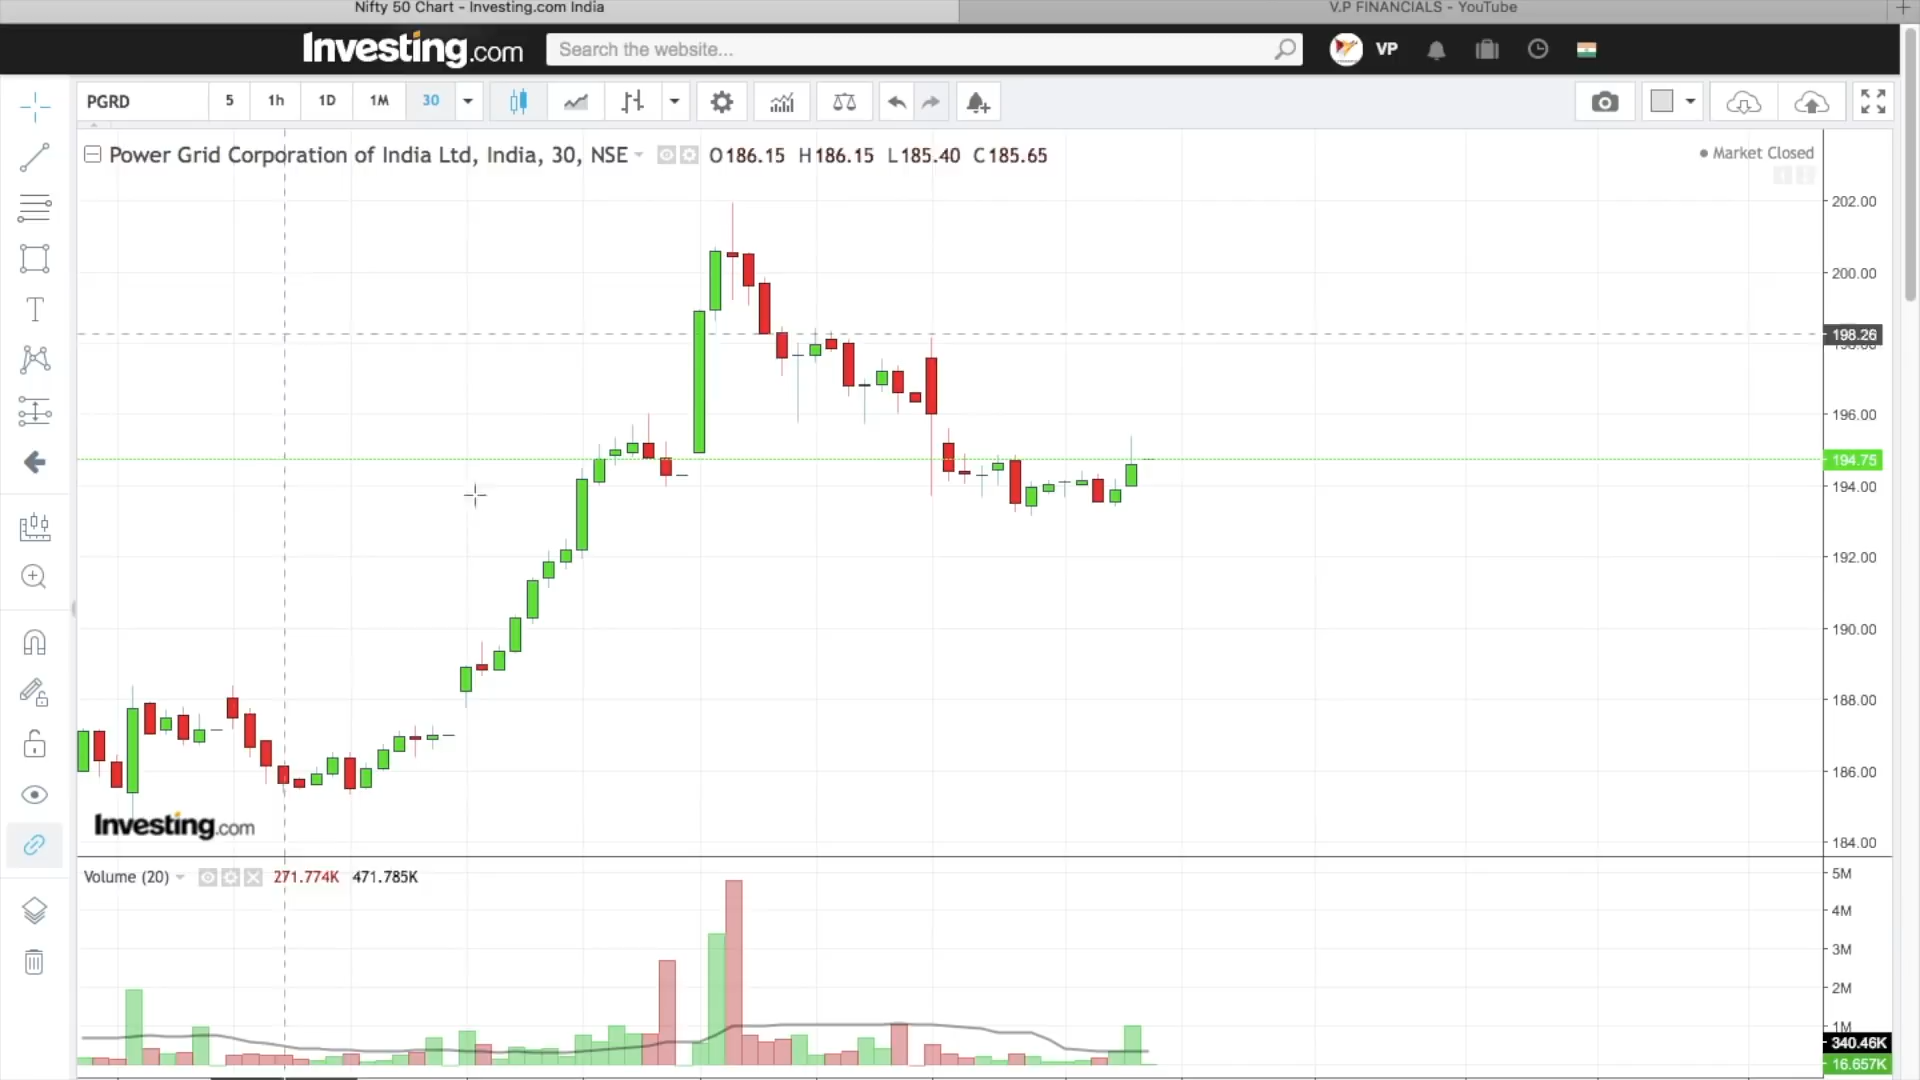 Nifty 50 Chart - Investing.com India
V.P FINANCIALS - YouTube
Investing.com
Search the website...
VP
PGRD
5
1h
1D
1M
30
Power Grid Corporation of India Ltd, India, 30, NSE
O186.15 H186.15 L185.40 C185.65
Market Closed
202.00
200.00
198.26
196.00
194.75
194.00
192.00
190.00
188.00
186.00
184.00
Investing.com
Volume (20)
271.774K 471.785K
5M
4M
3M
2M
1M
340.46K
16.657K